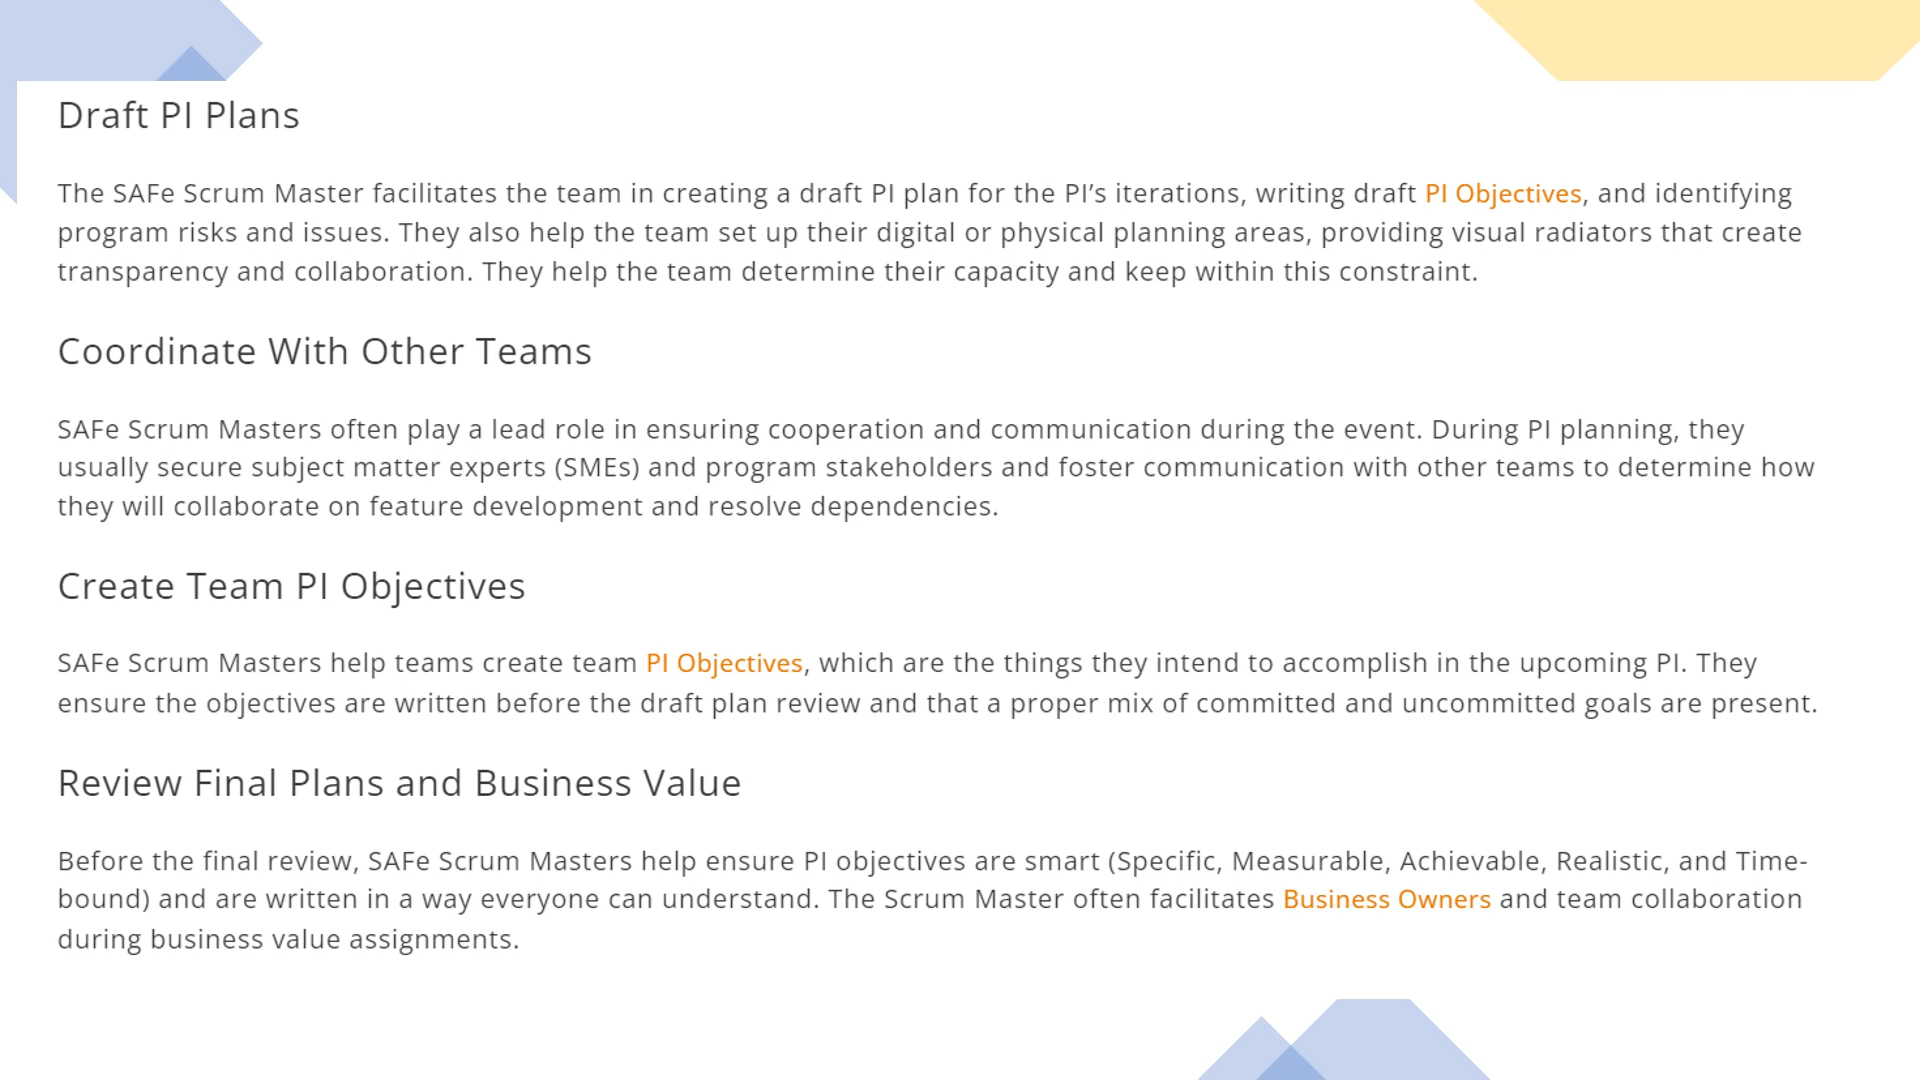 Draft PI Plans
The SAFe Scrum Master facilitates the team in creating a draft PI plan for the PI’s iterations, writing draft PI Objectives, and identifying
program risks and issues. They also help the team set up their digital or physical planning areas, providing visual radiators that create
transparency and collaboration. They help the team determine their capacity and keep within this constraint.
Coordinate With Other Teams
SAFe Scrum Masters often play a lead role in ensuring cooperation and communication during the event. During PI planning, they
usually secure subject matter experts (SMEs) and program stakeholders and foster communication with other teams to determine how
they will collaborate on feature development and resolve dependencies.
Create Team PI Objectives
SAFe Scrum Masters help teams create team PI Objectives, which are the things they intend to accomplish in the upcoming PI. They
ensure the objectives are written before the draft plan review and that a proper mix of committed and uncommitted goals are present.
Review Final Plans and Business Value
Before the final review, SAFe Scrum Masters help ensure PI objectives are smart (Specific, Measurable, Achievable, Realistic, and Time-
bound) and are written in a way everyone can understand. The Scrum Master often facilitates Business Owners and team collaboration
during business value assignments.